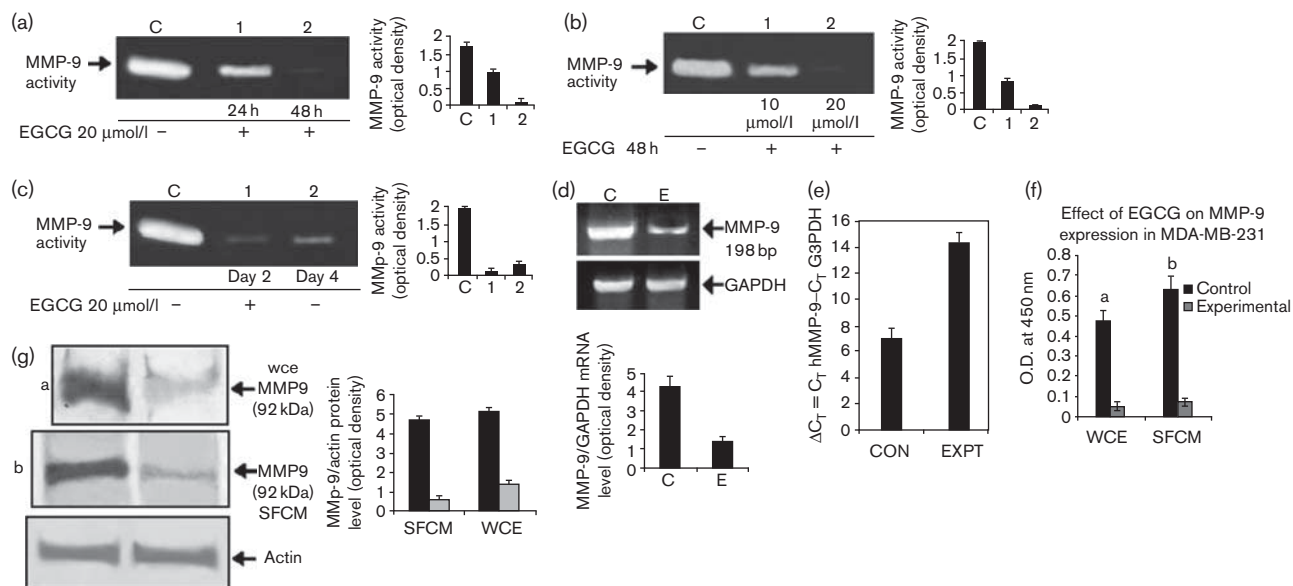 (a)
C 1 2
MMP-9
activity
24 h 48 h
EGCG 20 μmol/l − + +
MMP-9 activity
(optical density)
2
1.5
1
0.5
0
C 1 2
(b)
C 1 2
MMP-9
activity
10 20
μmol/l μmol/l
EGCG 48 h − + +
MMP-9 activity
(optical density)
2
1.5
1
0.5
0
C 1 2
(c)
C 1 2
MMP-9
activity
Day 2 Day 4
EGCG 20 μmol/l − + −
MMp-9 activity
(optical density)
2
1.5
1
0.5
0
C 1 2
(d)
C E
MMP-9
198 bp
GAPDH
MMP-9/GAPDH mRNA
level (optical density)
5
4
3
2
1
0
C E
(e)
ΔCT = CT hMMP-9–CT G3PDH
16
14
12
10
8
6
4
2
0
CON EXPT
(f)
Effect of EGCG on MMP-9
expression in MDA-MB-231
O.D. at 450 nm
0.8
0.7
0.6
0.5
0.4
0.3
0.2
0.1
0
a
b
Control
Experimental
WCE SFCM
(g)
a
wce
MMP9
(92 kDa)
b
MMP9
(92 kDa)
SFCM
Actin
MMp-9/actin protein
level (optical density)
6
5
4
3
2
1
0
SFCM WCE